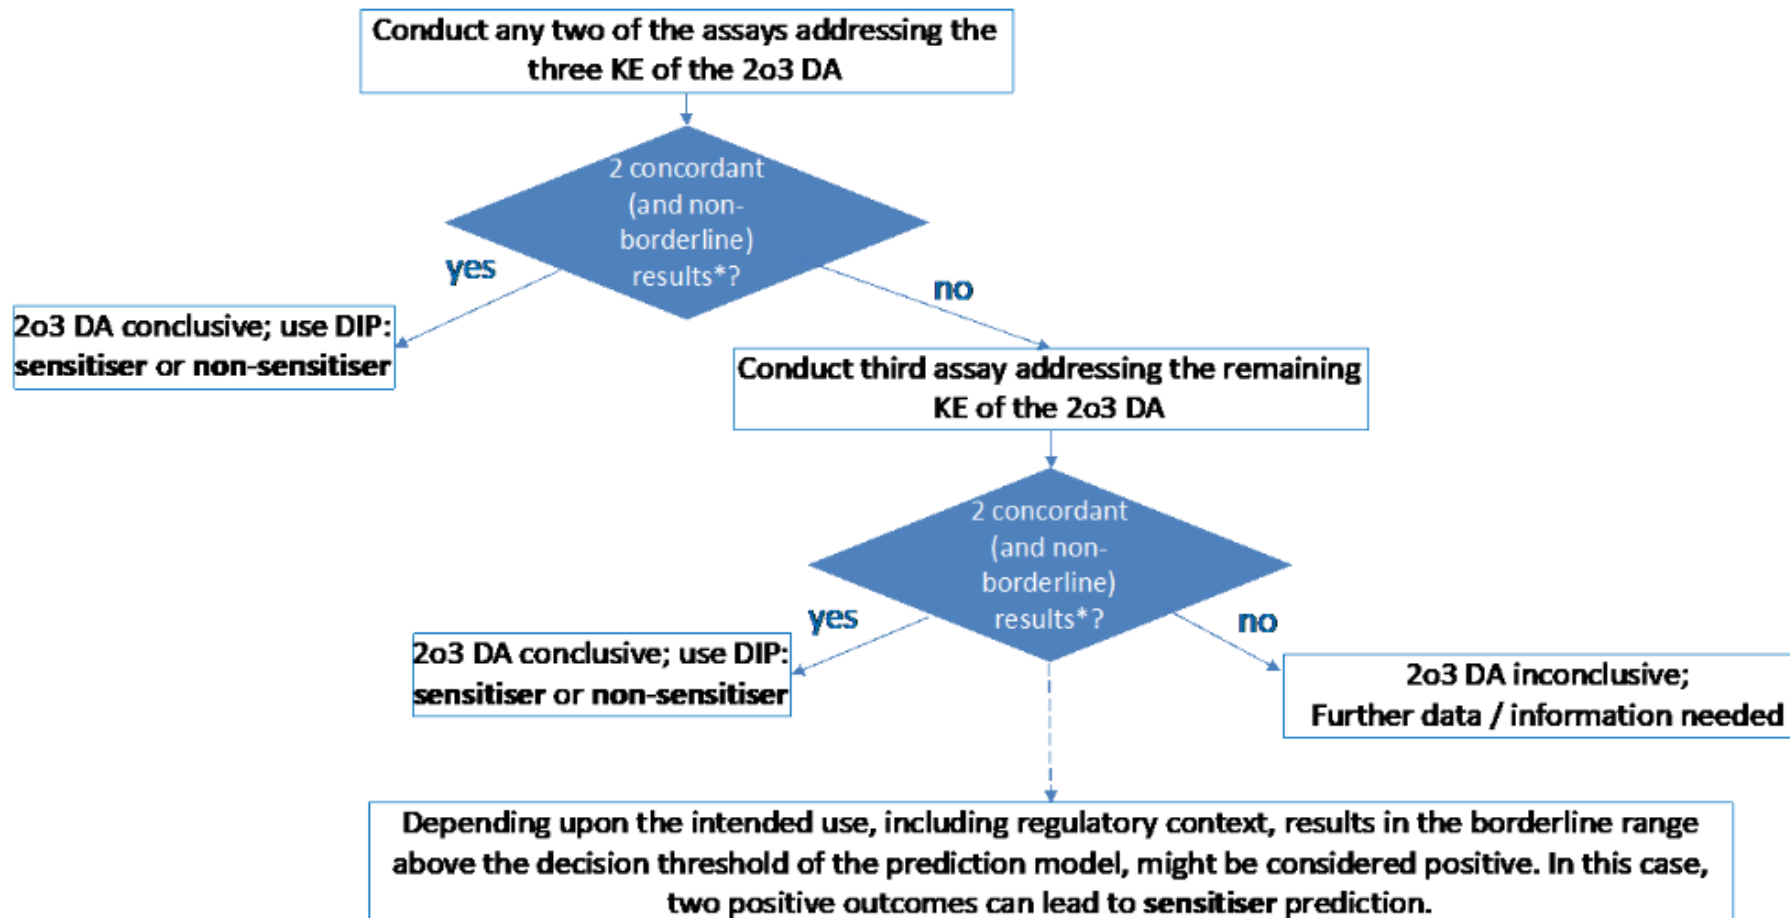 Conduct any two of the assays addressing the
three KE of the 2o3 DA
2 concordant
(and non-
borderline)
results*?
yes
no
2o3 DA conclusive; use DIP:
sensitiser or non-sensitiser
Conduct third assay addressing the remaining
KE of the 2o3 DA
2 concordant
(and non-
borderline)
results*?
yes
no
2o3 DA conclusive; use DIP:
sensitiser or non-sensitiser
2o3 DA inconclusive;
Further data / information needed
Depending upon the intended use, including regulatory context, results in the borderline range
above the decision threshold of the prediction model, might be considered positive. In this case,
two positive outcomes can lead to sensitiser prediction.